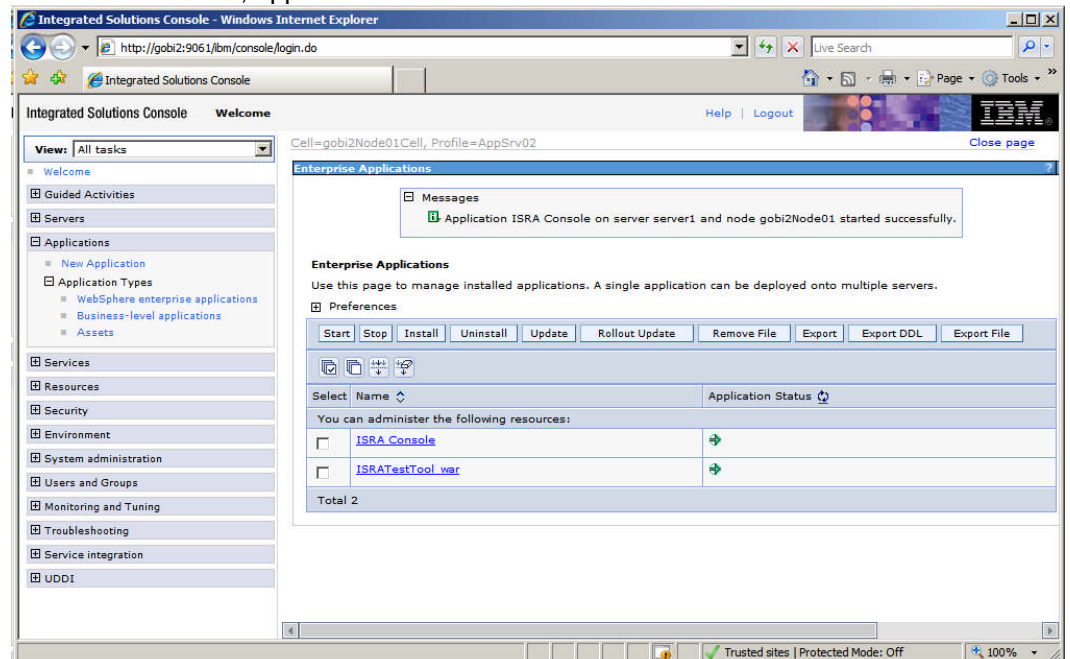 Integrated Solutions Console - Windows Internet Explorer
http://gobi2:9061/ibm/console/login.do
Live Search
Integrated Solutions Console
Page
Tools
»
Integrated Solutions Console Welcome
Help | Logout
IBM
View: All tasks
Welcome
Guided Activities
Servers
Applications
New Application
Application Types
WebSphere enterprise applications
Business-level applications
Assets
Services
Resources
Security
Environment
System administration
Users and Groups
Monitoring and Tuning
Troubleshooting
Service integration
UDDI
Cell=gobi2Node01Cell, Profile=AppSrv02
Close page
Enterprise Applications ?
Messages
Application ISRA Console on server server1 and node gobi2Node01 started successfully.
Enterprise Applications
Use this page to manage installed applications. A single application can be deployed onto multiple servers.
Preferences
Start Stop Install Uninstall Update Rollout Update Remove File Export Export DDL Export File
Select Name Application Status
You can administer the following resources:
ISRA Console
ISRATestTool_war
Total 2
Trusted sites | Protected Mode: Off
100%